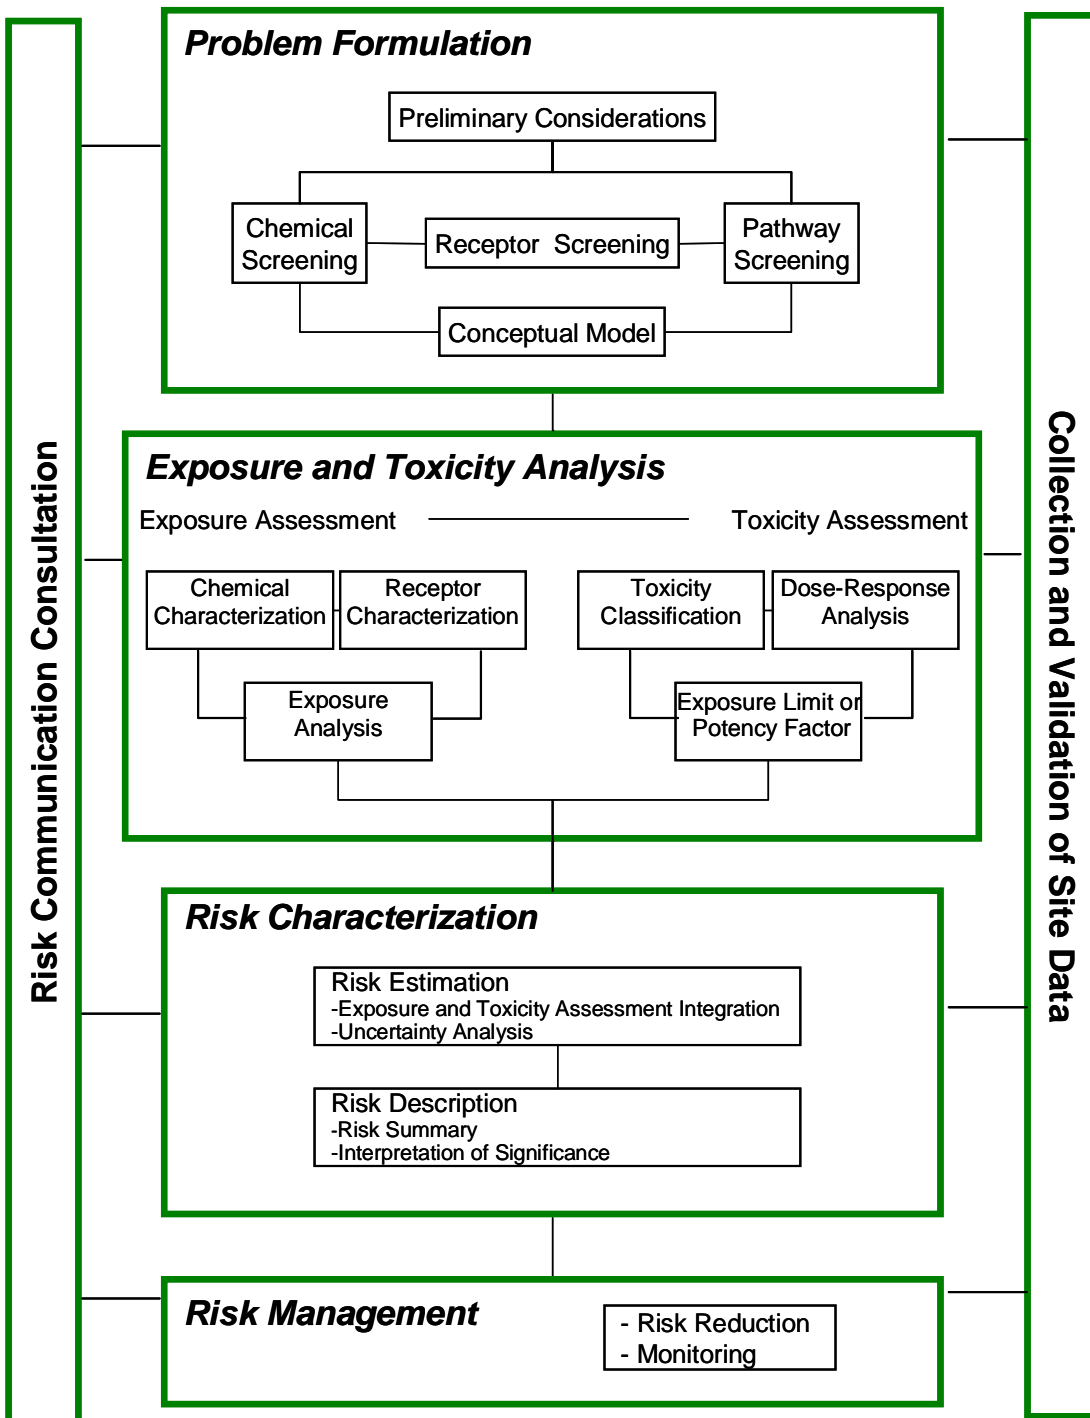 Problem Formulation
Preliminary Considerations
Chemical
Screening
Receptor Screening
Pathway
Screening
Conceptual Model
Exposure and Toxicity Analysis
Exposure Assessment
Toxicity Assessment
Chemical
Characterization
Receptor
Characterization
Toxicity
Classification
Dose-Response
Analysis
Exposure
Analysis
Exposure Limit or
Potency Factor
Risk Characterization
Risk Estimation
-Exposure and Toxicity Assessment Integration
-Uncertainty Analysis
Risk Description
-Risk Summary
-Interpretation of Significance
Risk Management
- Risk Reduction
- Monitoring
Risk Communication Consultation
Collection and Validation of Site Data